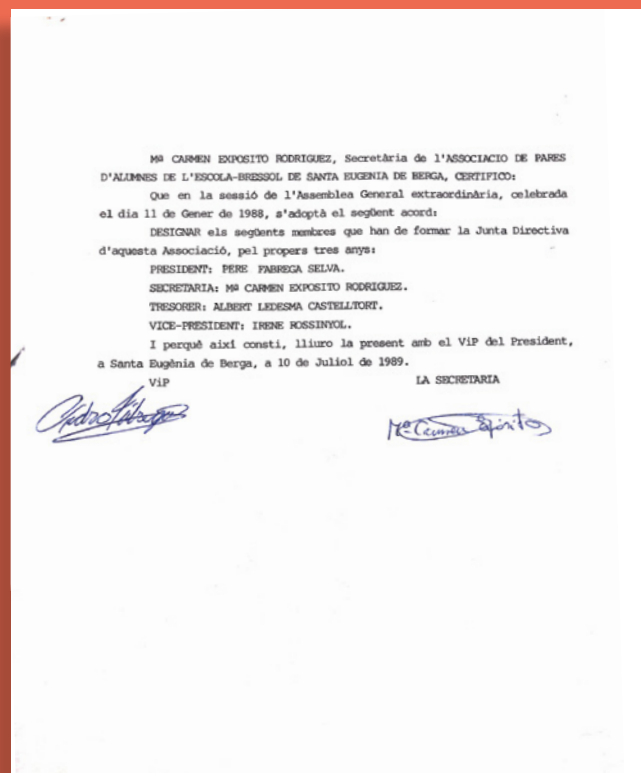 Mª CARMEN EXPOSITO RODRIGUEZ, Secretària de l'ASSOCIACIO DE PARES
D'ALUMNES DE L'ESCOLA-BRESSOL DE SANTA EUGENIA DE BERGA, CERTIFICO:
Que en la sessió de l'Assemblea General extraordinària, celebrada
el dia 11 de Gener de 1988, s'adoptà el següent acord:
DESIGNAR els següents membres que han de formar la Junta Directiva
d'aquesta Associació, pel propers tres anys:
PRESIDENT: PERE FABREGA SELVA.
SECRETARIA: Mª CARMEN EXPOSITO RODRIGUEZ.
TRESORER: ALBERT LEDESMA CASTELLTORT.
VICE-PRESIDENT: IRENE ROSSINYOL.
I perquè així consti, lliuro la present amb el ViP del President,
a Santa Eugènia de Berga, a 10 de Juliol de 1989.
ViP LA SECRETARIA
Pedro Fàbrega Mª Carmen Expósito